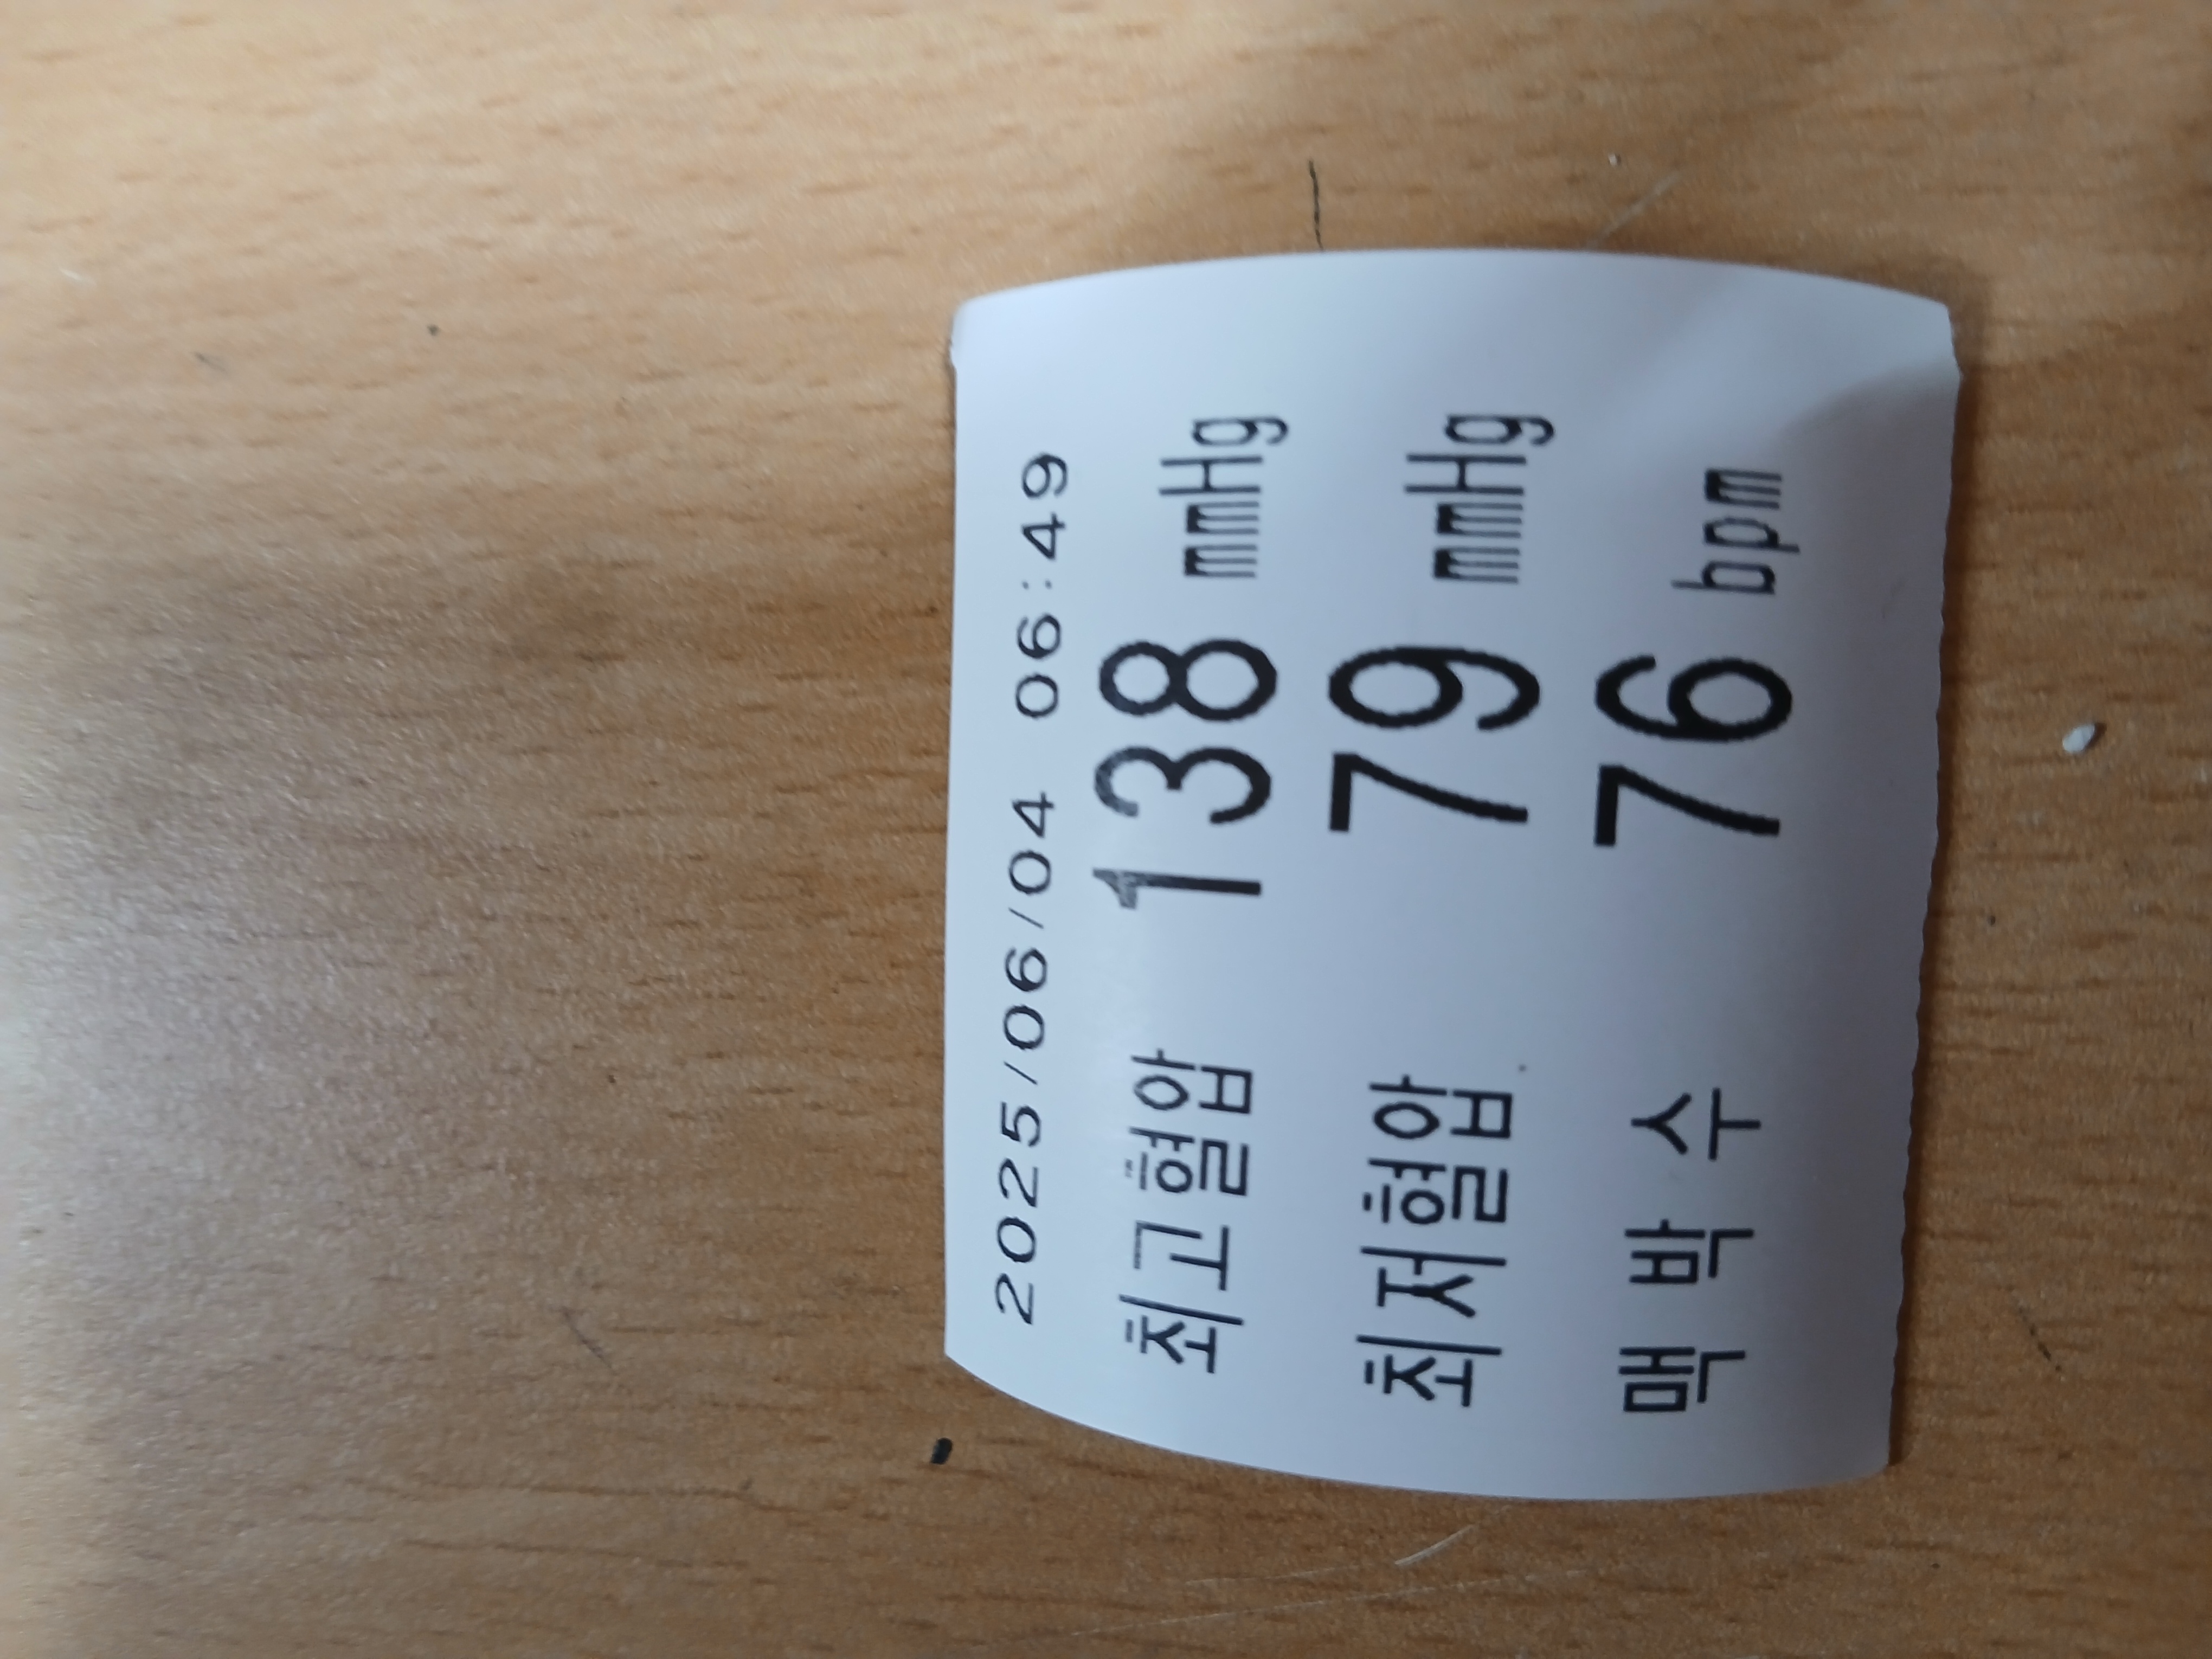 2025/06/04 06:49
최고혈압 138 mmHg
최저혈압 79 mmHg
맥 박 수 76 bpm